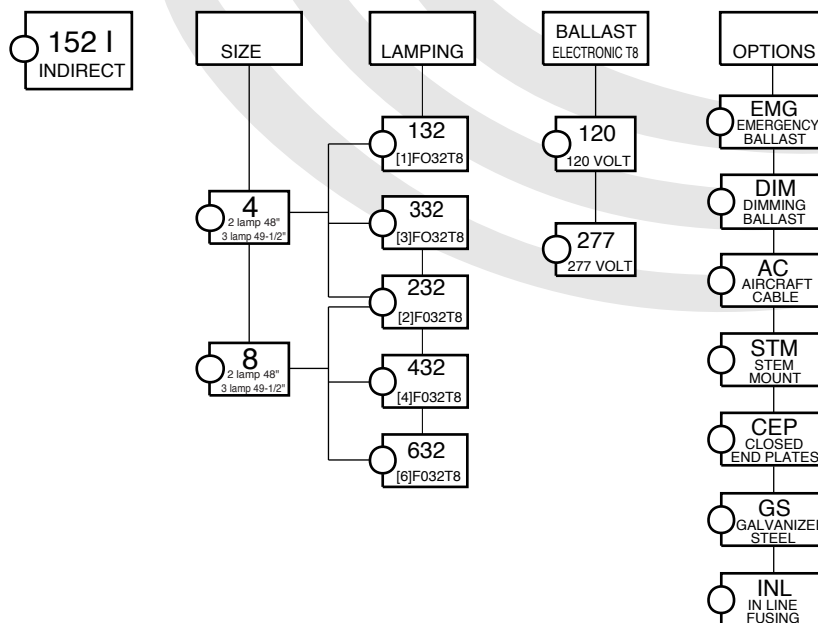 152 I
INDIRECT
SIZE
4
2 lamp 48"
3 lamp 49-1/2"
8
2 lamp 48"
3 lamp 49-1/2"
LAMPING
132
[1]FO32T8
332
[3]FO32T8
232
[2]F032T8
432
[4]F032T8
632
[6]F032T8
BALLAST
ELECTRONIC T8
120
120 VOLT
277
277 VOLT
OPTIONS
EMG
EMERGENCY
BALLAST
DIM
DIMMING
BALLAST
AC
AIRCRAFT
CABLE
STM
STEM
MOUNT
CEP
CLOSED
END PLATES
GS
GALVANIZED
STEEL
INL
IN LINE
FUSING